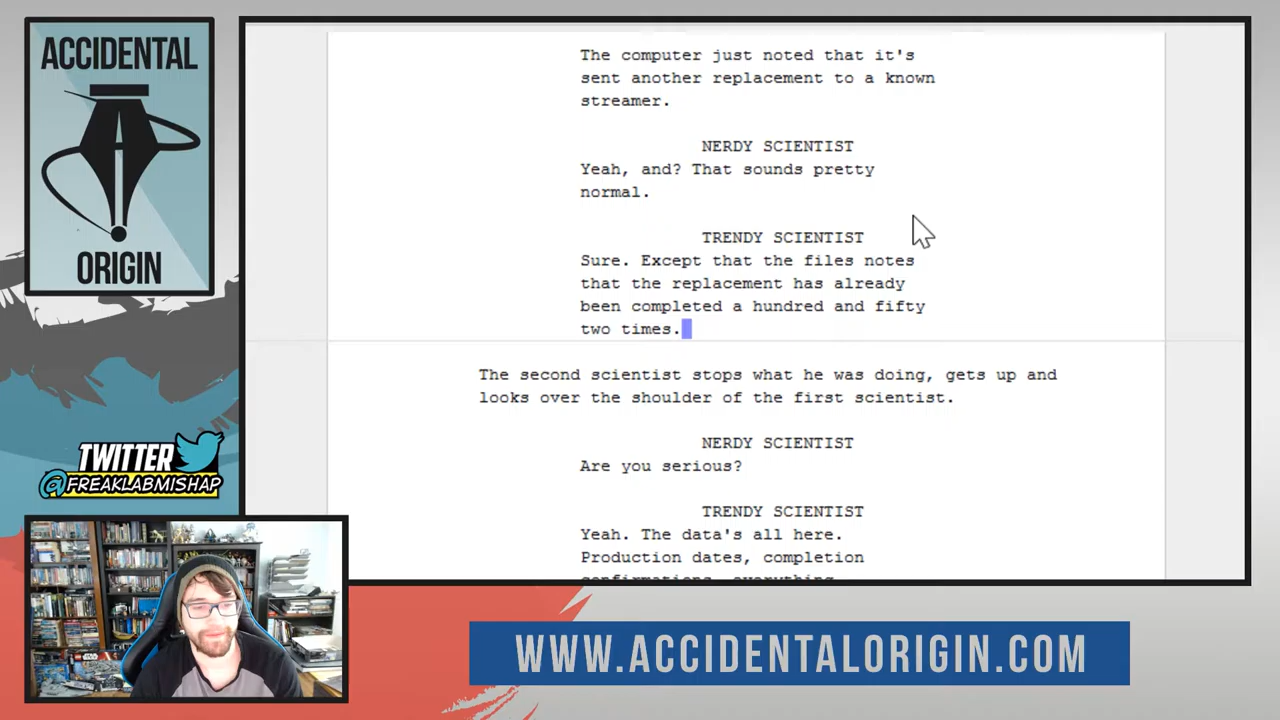 ACCIDENTAL
ORIGIN
The computer just noted that it's
sent another replacement to a known
streamer.
NERDY SCIENTIST
Yeah, and? That sounds pretty
normal.
TRENDY SCIENTIST
Sure. Except that the files notes
that the replacement has already
been completed a hundred and fifty
two times.
The second scientist stops what he was doing, gets up and
looks over the shoulder of the first scientist.
NERDY SCIENTIST
Are you serious?
TRENDY SCIENTIST
Yeah. The data's all here.
Production dates, completion
confirmations, everything
TWITTER
@FREAKLABMISHAP
WWW.ACCIDENTALORIGIN.COM